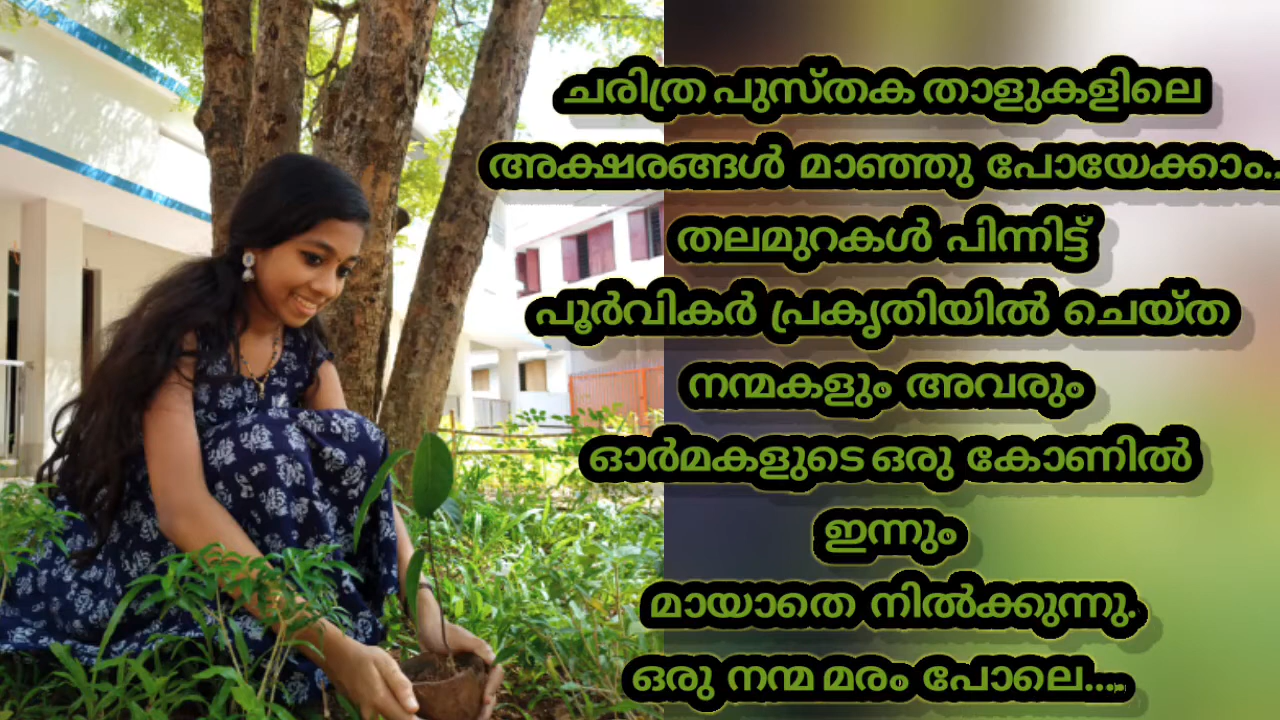 ചരിത്ര പുസ്തക താളുകളിലെ
അക്ഷരങ്ങൾ മാഞ്ഞു പോയേക്കാം..
തലമുറകൾ പിന്നിട്ട്
പൂർവികർ പ്രകൃതിയിൽ ചെയ്ത
നന്മകളും അവരും
ഓർമകളുടെ ഒരു കോണിൽ
ഇന്നും
മായാതെ നിൽക്കുന്നു.
ഒരു നന്മ മരം പോലെ....